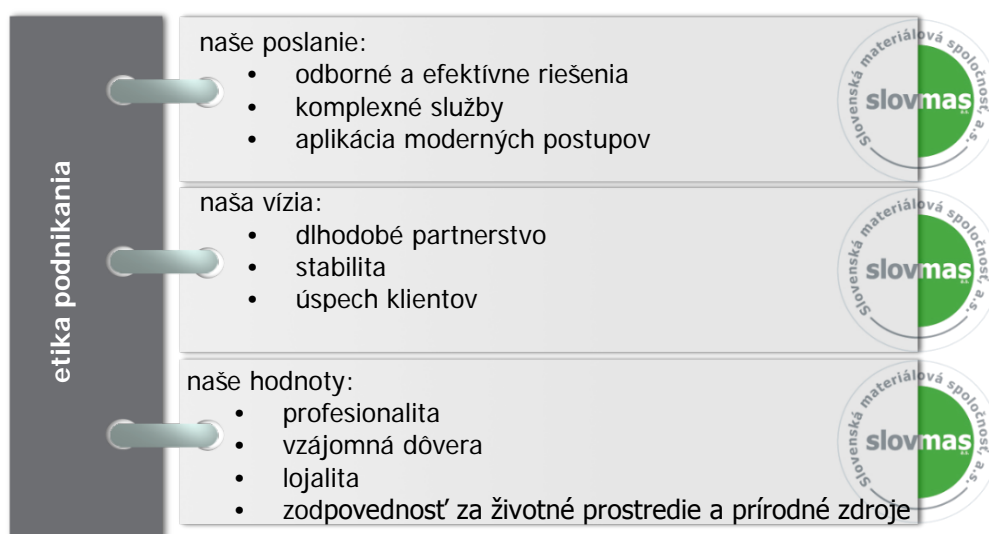 etika podnikania
naše poslanie:
• odborné a efektívne riešenia
• komplexné služby
• aplikácia moderných postupov
Slovenská materiálová spoločnosť, a.s.
slovmas
a.s.
naša vízia:
• dlhodobé partnerstvo
• stabilita
• úspech klientov
Slovenská materiálová spoločnosť, a.s.
slovmas
a.s.
naše hodnoty:
• profesionalita
• vzájomná dôvera
• lojalita
• zodpovednosť za životné prostredie a prírodné zdroje
Slovenská materiálová spoločnosť, a.s.
slovmas
a.s.